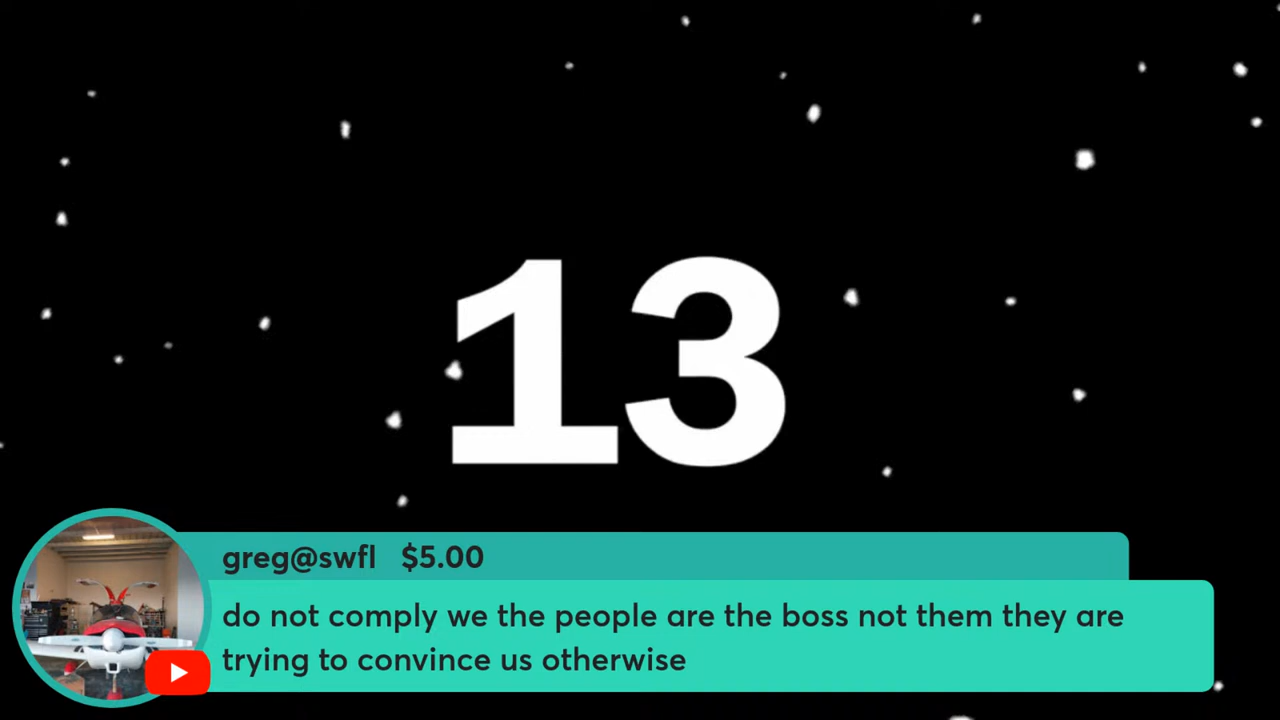 13
greg@swfl $5.00
do not comply we the people are the boss not them they are
trying to convince us otherwise